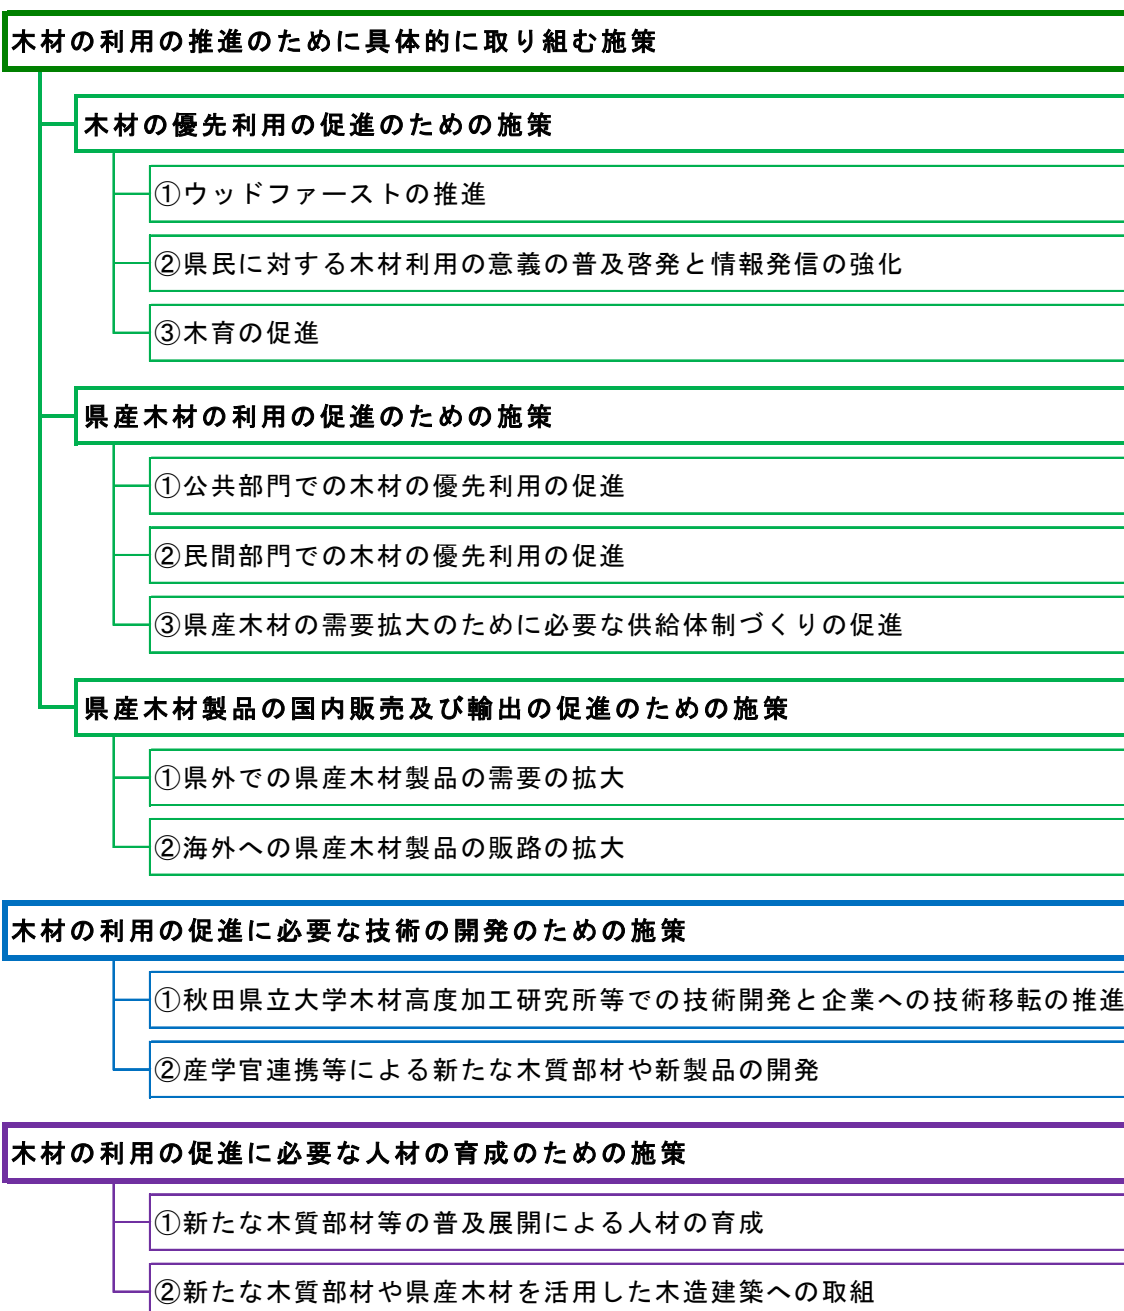 木材の利用の推進のために具体的に取り組む施策
木材の優先利用の促進のための施策
①ウッドファーストの推進
②県民に対する木材利用の意義の普及啓発と情報発信の強化
③木育の促進
県産木材の利用の促進のための施策
①公共部門での木材の優先利用の促進
②民間部門での木材の優先利用の促進
③県産木材の需要拡大のために必要な供給体制づくりの促進
県産木材製品の国内販売及び輸出の促進のための施策
①県外での県産木材製品の需要の拡大
②海外への県産木材製品の販路の拡大
木材の利用の促進に必要な技術の開発のための施策
①秋田県立大学木材高度加工研究所等での技術開発と企業への技術移転の推進
②産学官連携等による新たな木質部材や新製品の開発
木材の利用の促進に必要な人材の育成のための施策
①新たな木質部材等の普及展開による人材の育成
②新たな木質部材や県産木材を活用した木造建築への取組